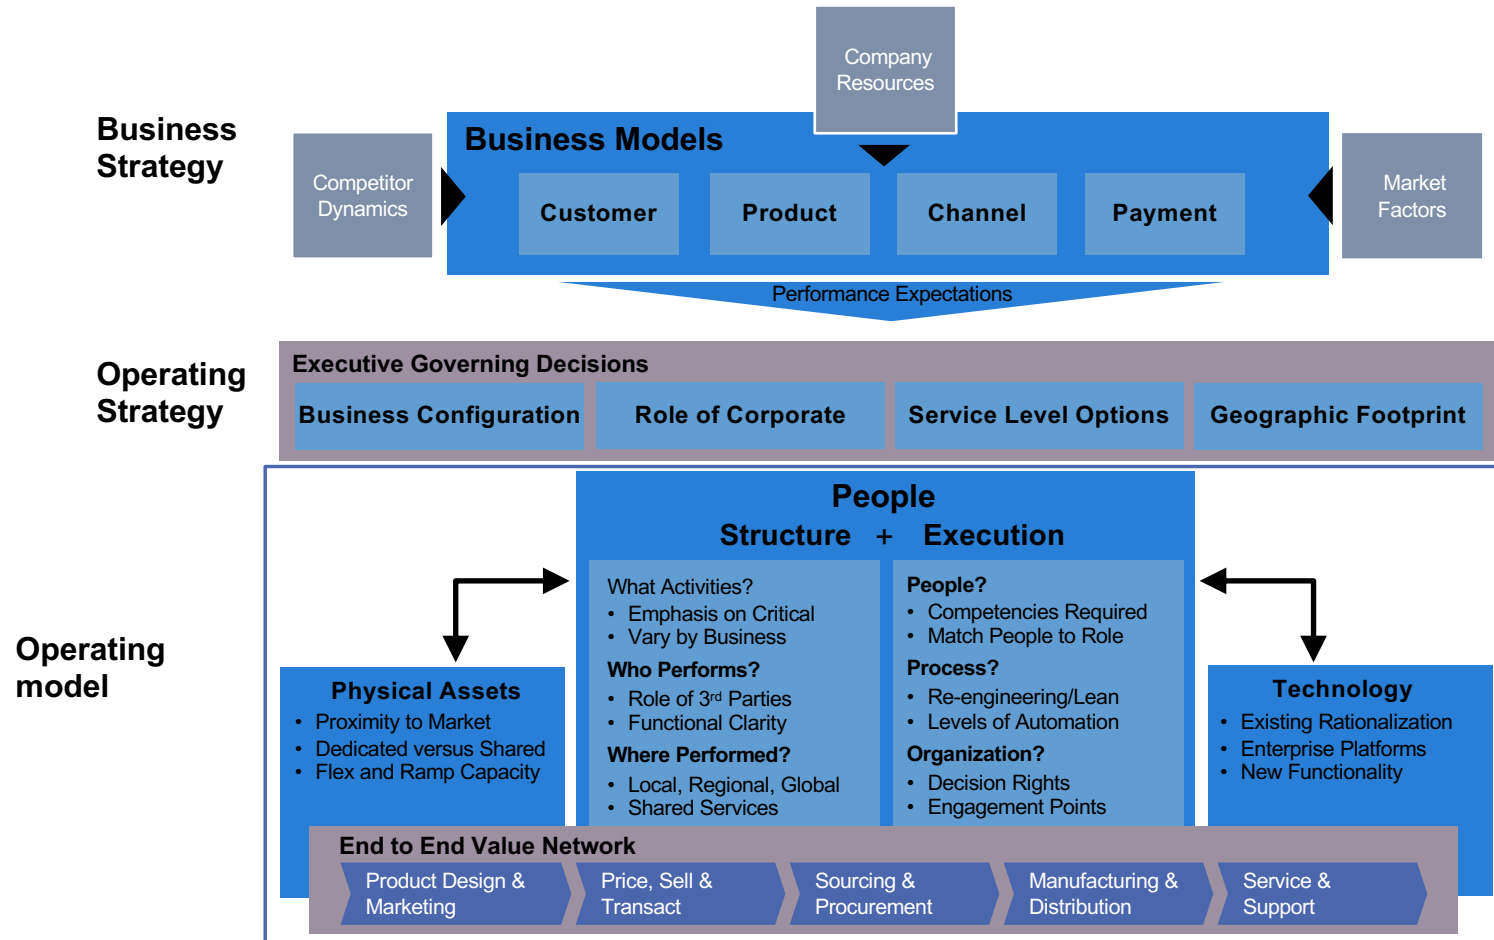 Company
Resources
Business
Strategy
Business Models
Competitor
Dynamics
Customer
Product
Channel
Payment
Market
Factors
Performance Expectations
Operating
Strategy
Executive Governing Decisions
Business Configuration
Role of Corporate
Service Level Options
Geographic Footprint
Operating
model
People
Structure + Execution
What Activities?
• Emphasis on Critical
• Vary by Business
Who Performs?
• Role of 3rd Parties
• Functional Clarity
Where Performed?
• Local, Regional, Global
• Shared Services
People?
• Competencies Required
• Match People to Role
Process?
• Re-engineering/Lean
• Levels of Automation
Organization?
• Decision Rights
• Engagement Points
Physical Assets
• Proximity to Market
• Dedicated versus Shared
• Flex and Ramp Capacity
Technology
• Existing Rationalization
• Enterprise Platforms
• New Functionality
End to End Value Network
Product Design &
Marketing
Price, Sell &
Transact
Sourcing &
Procurement
Manufacturing &
Distribution
Service &
Support